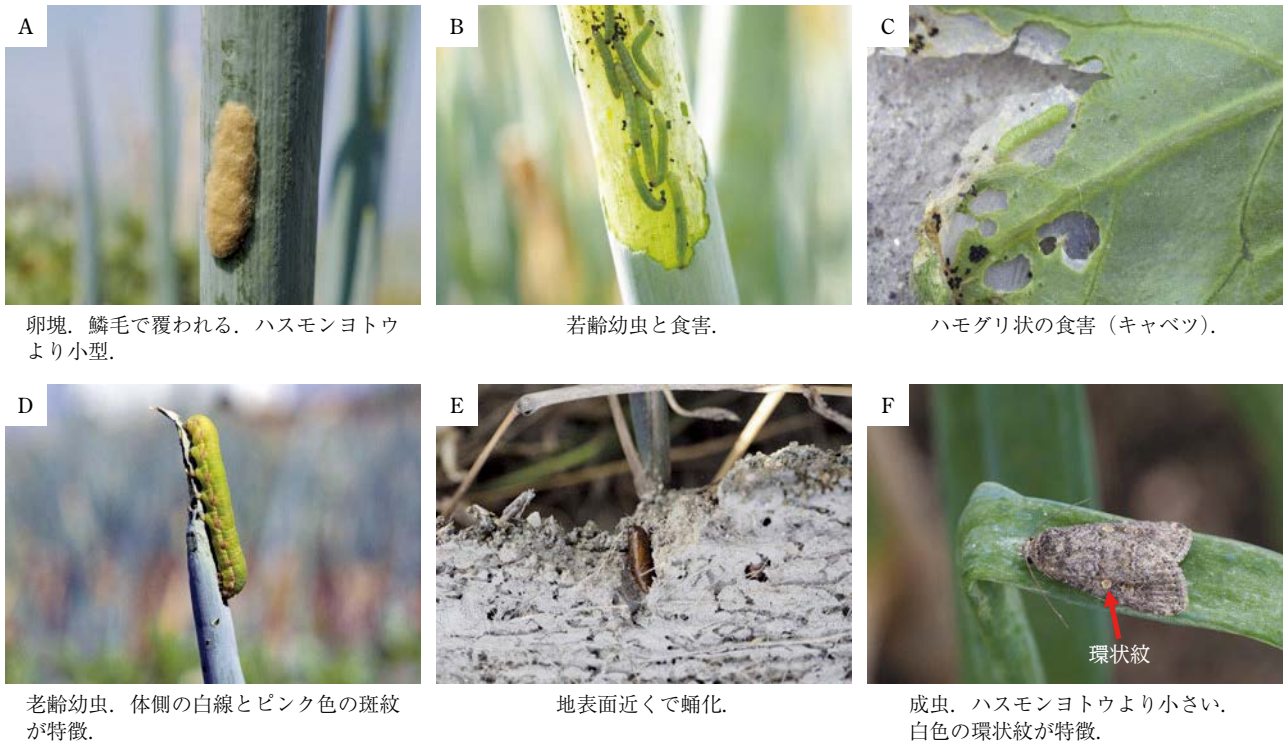 A
B
C
卵塊．鱗毛で覆われる．ハスモンヨトウ
より小型．
若齢幼虫と食害．
ハモグリ状の食害（キャベツ）．
D
E
F
環状紋
老齢幼虫．体側の白線とピンク色の斑紋
が特徴．
地表面近くで蛹化．
成虫．ハスモンヨトウより小さい．
白色の環状紋が特徴．